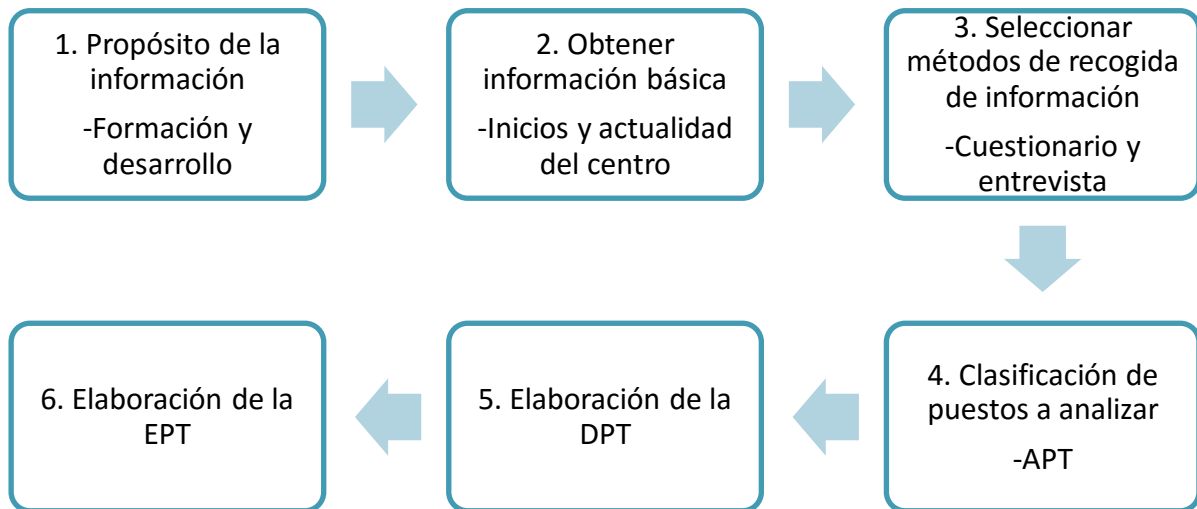 1. Propósito de la
información
-Formación y
desarrollo
2. Obtener
información básica
-Inicios y actualidad
del centro
3. Seleccionar
métodos de recogida
de información
-Cuestionario y
entrevista
4. Clasificación de
puestos a analizar
-APT
5. Elaboración de la
DPT
6. Elaboración de la
EPT